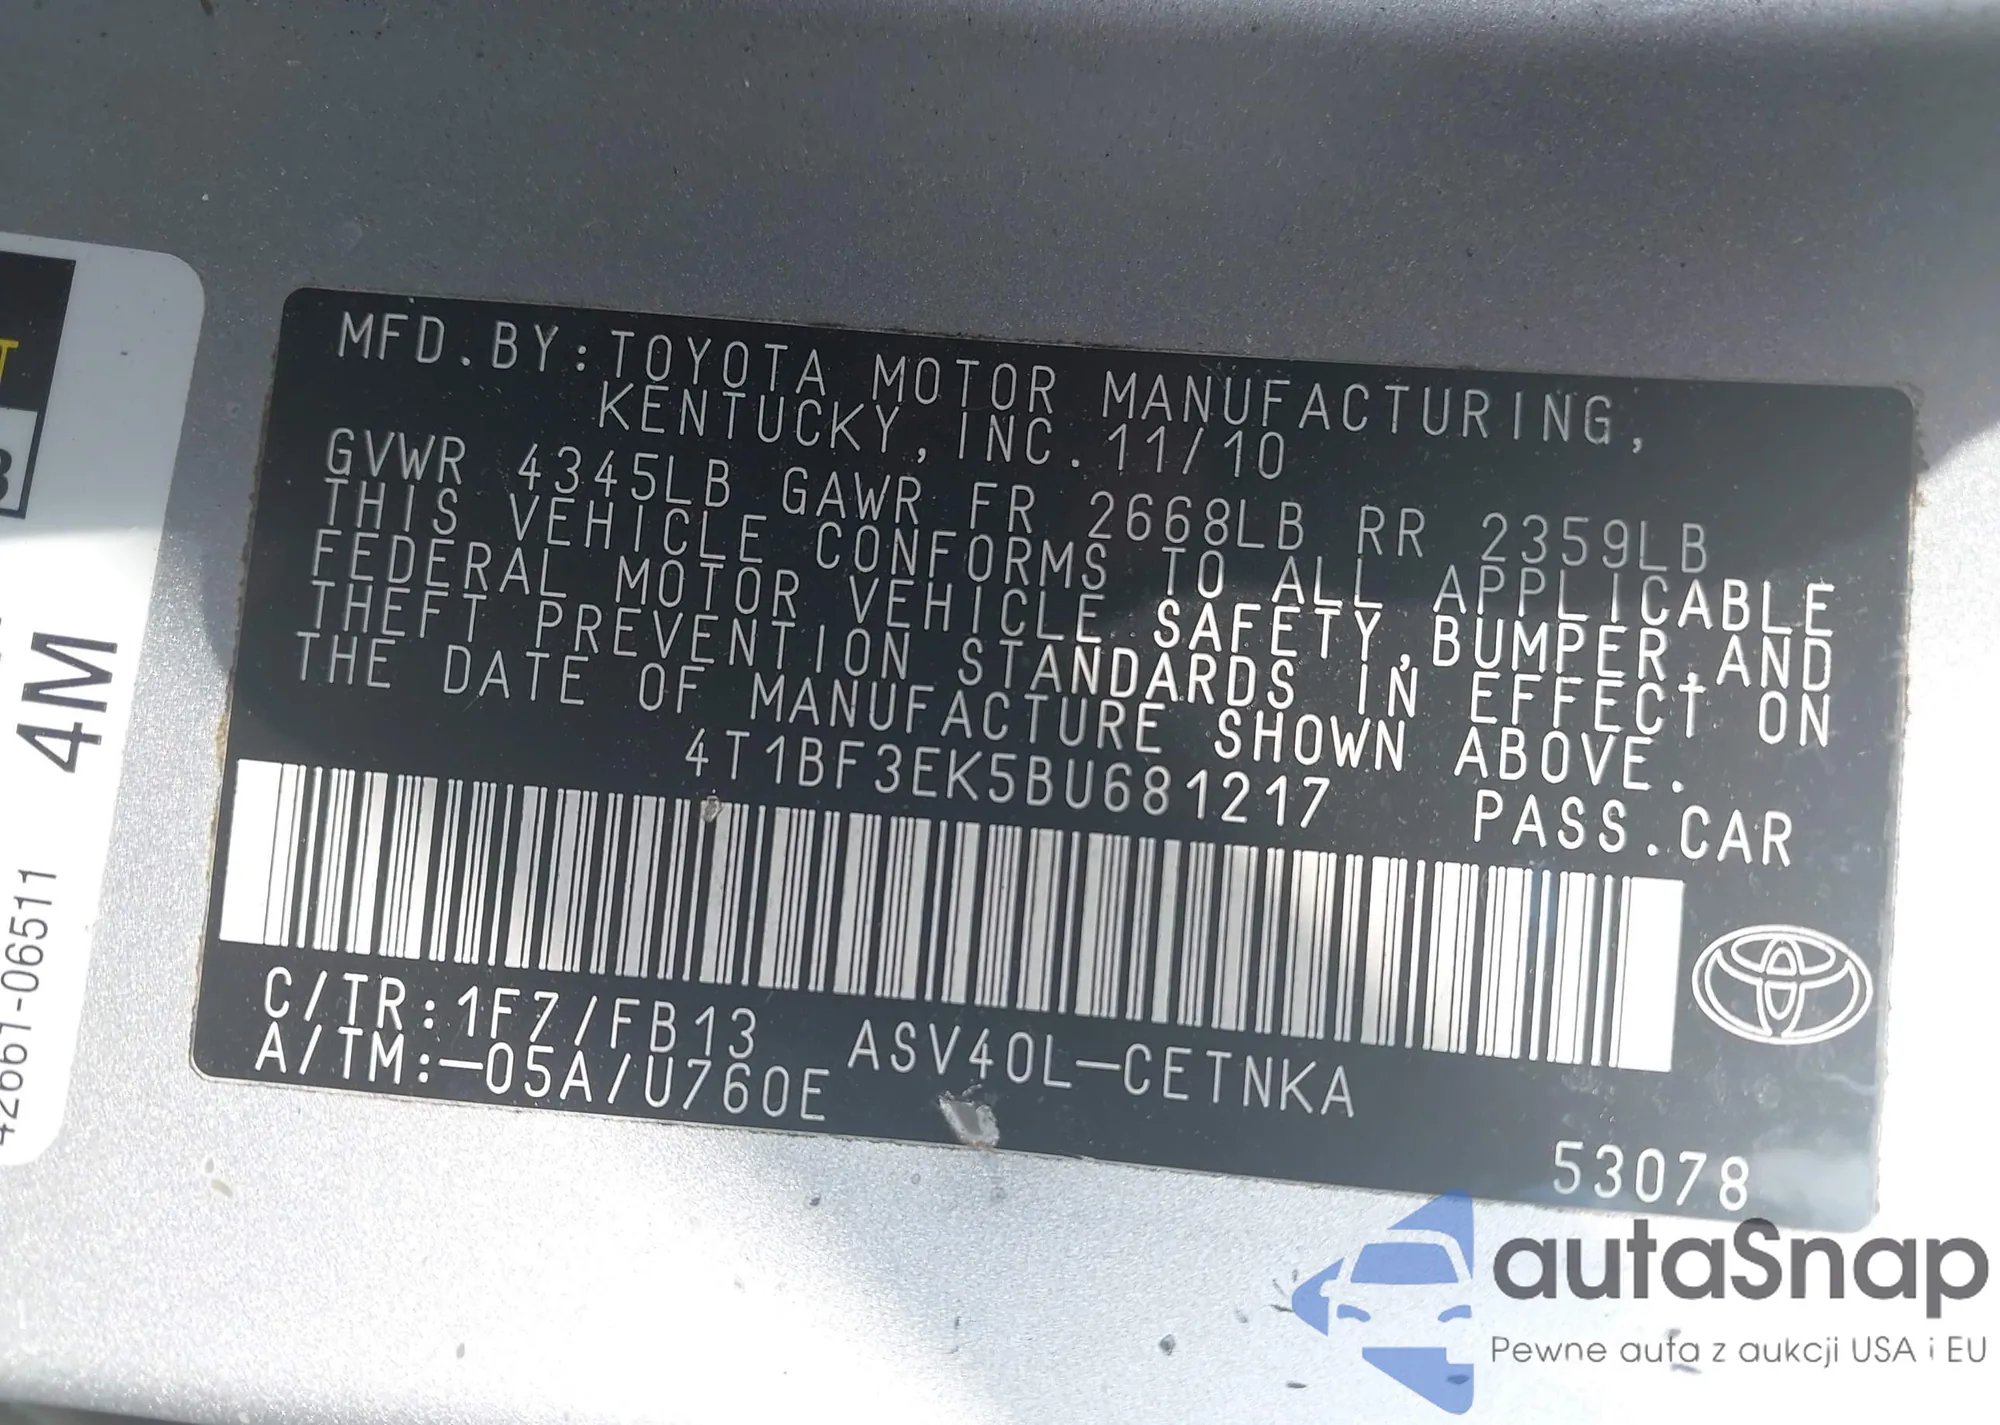 MFD.BY:TOYOTA MOTOR MANUFACTURING,
KENTUCKY, INC. 11/10
GVWR 4345LB GAWR FR 2668LB RR 2359LB
THIS VEHICLE CONFORMS TO ALL APPLICABLE
FEDERAL MOTOR VEHICLE SAFETY,BUMPER,AND
THEFT PREVENTION STANDARDS IN EFFECT ON
THE DATE OF MANUFACTURE SHOWN ABOVE.
4T1BF3EK5BU681217 PASS.CAR
C/TR:1F7/FB13 ASV40L-CETNKA
A/TM:-05A/U760E
53078
4M
42661-06511
autaSnap
Pewne auta z aukcji USA i EU